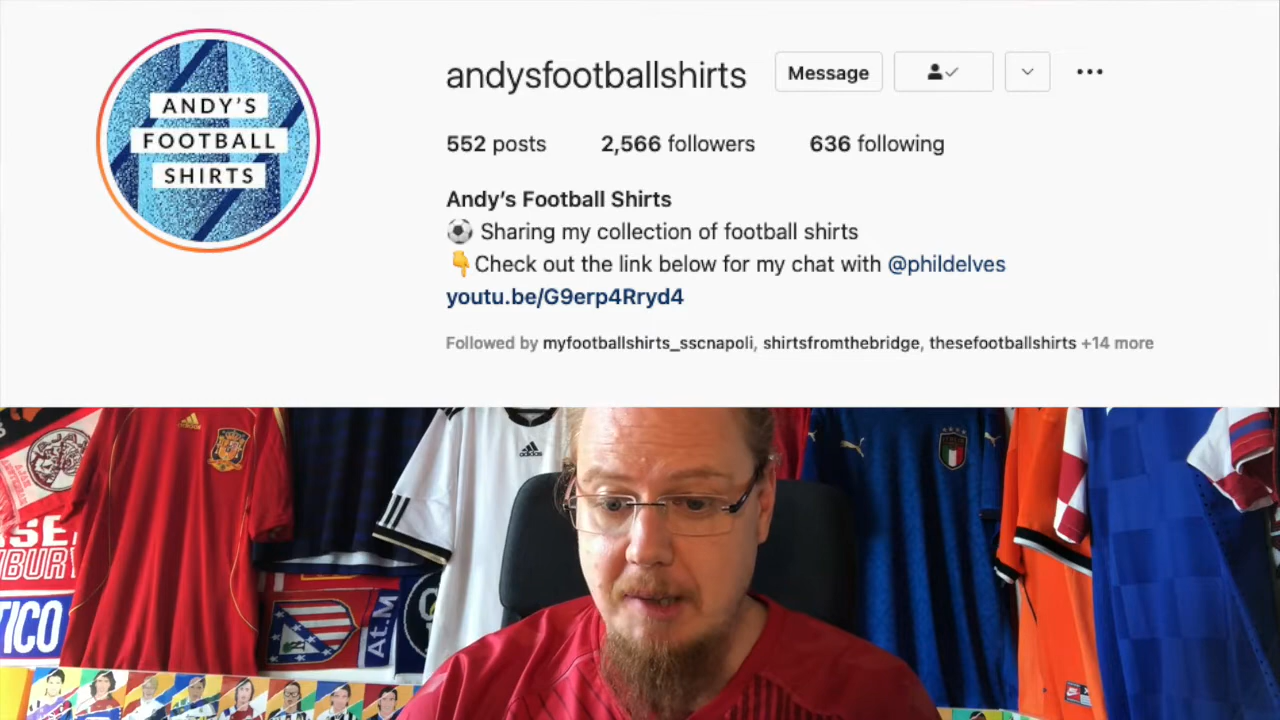 ANDY'S
FOOTBALL
SHIRTS
andysfootballshirts
Message
552 posts 2,566 followers 636 following
Andy's Football Shirts
⚽ Sharing my collection of football shirts
👇Check out the link below for my chat with @phildelves
youtu.be/G9erp4Rryd4
Followed by myfootballshirts_sscnapoli, shirtsfromthebridge, thesefootballshirts +14 more
adidas
ITALIA
At.M
TICO